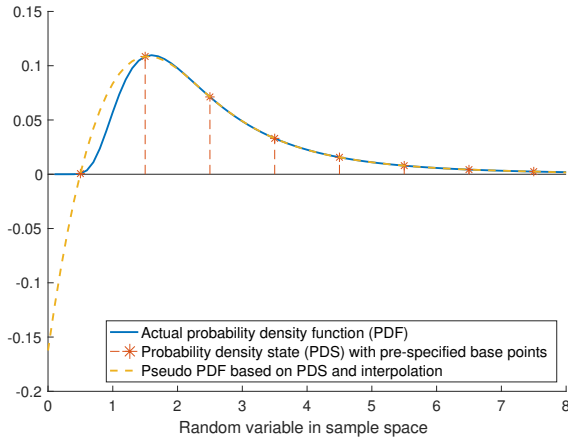 0.15
0.1
0.05
0
-0.05
-0.1
-0.15
-0.2
Actual probability density function (PDF)
Probability density state (PDS) with pre-specified base points
Pseudo PDF based on PDS and interpolation
0 1 2 3 4 5 6 7 8
Random variable in sample space